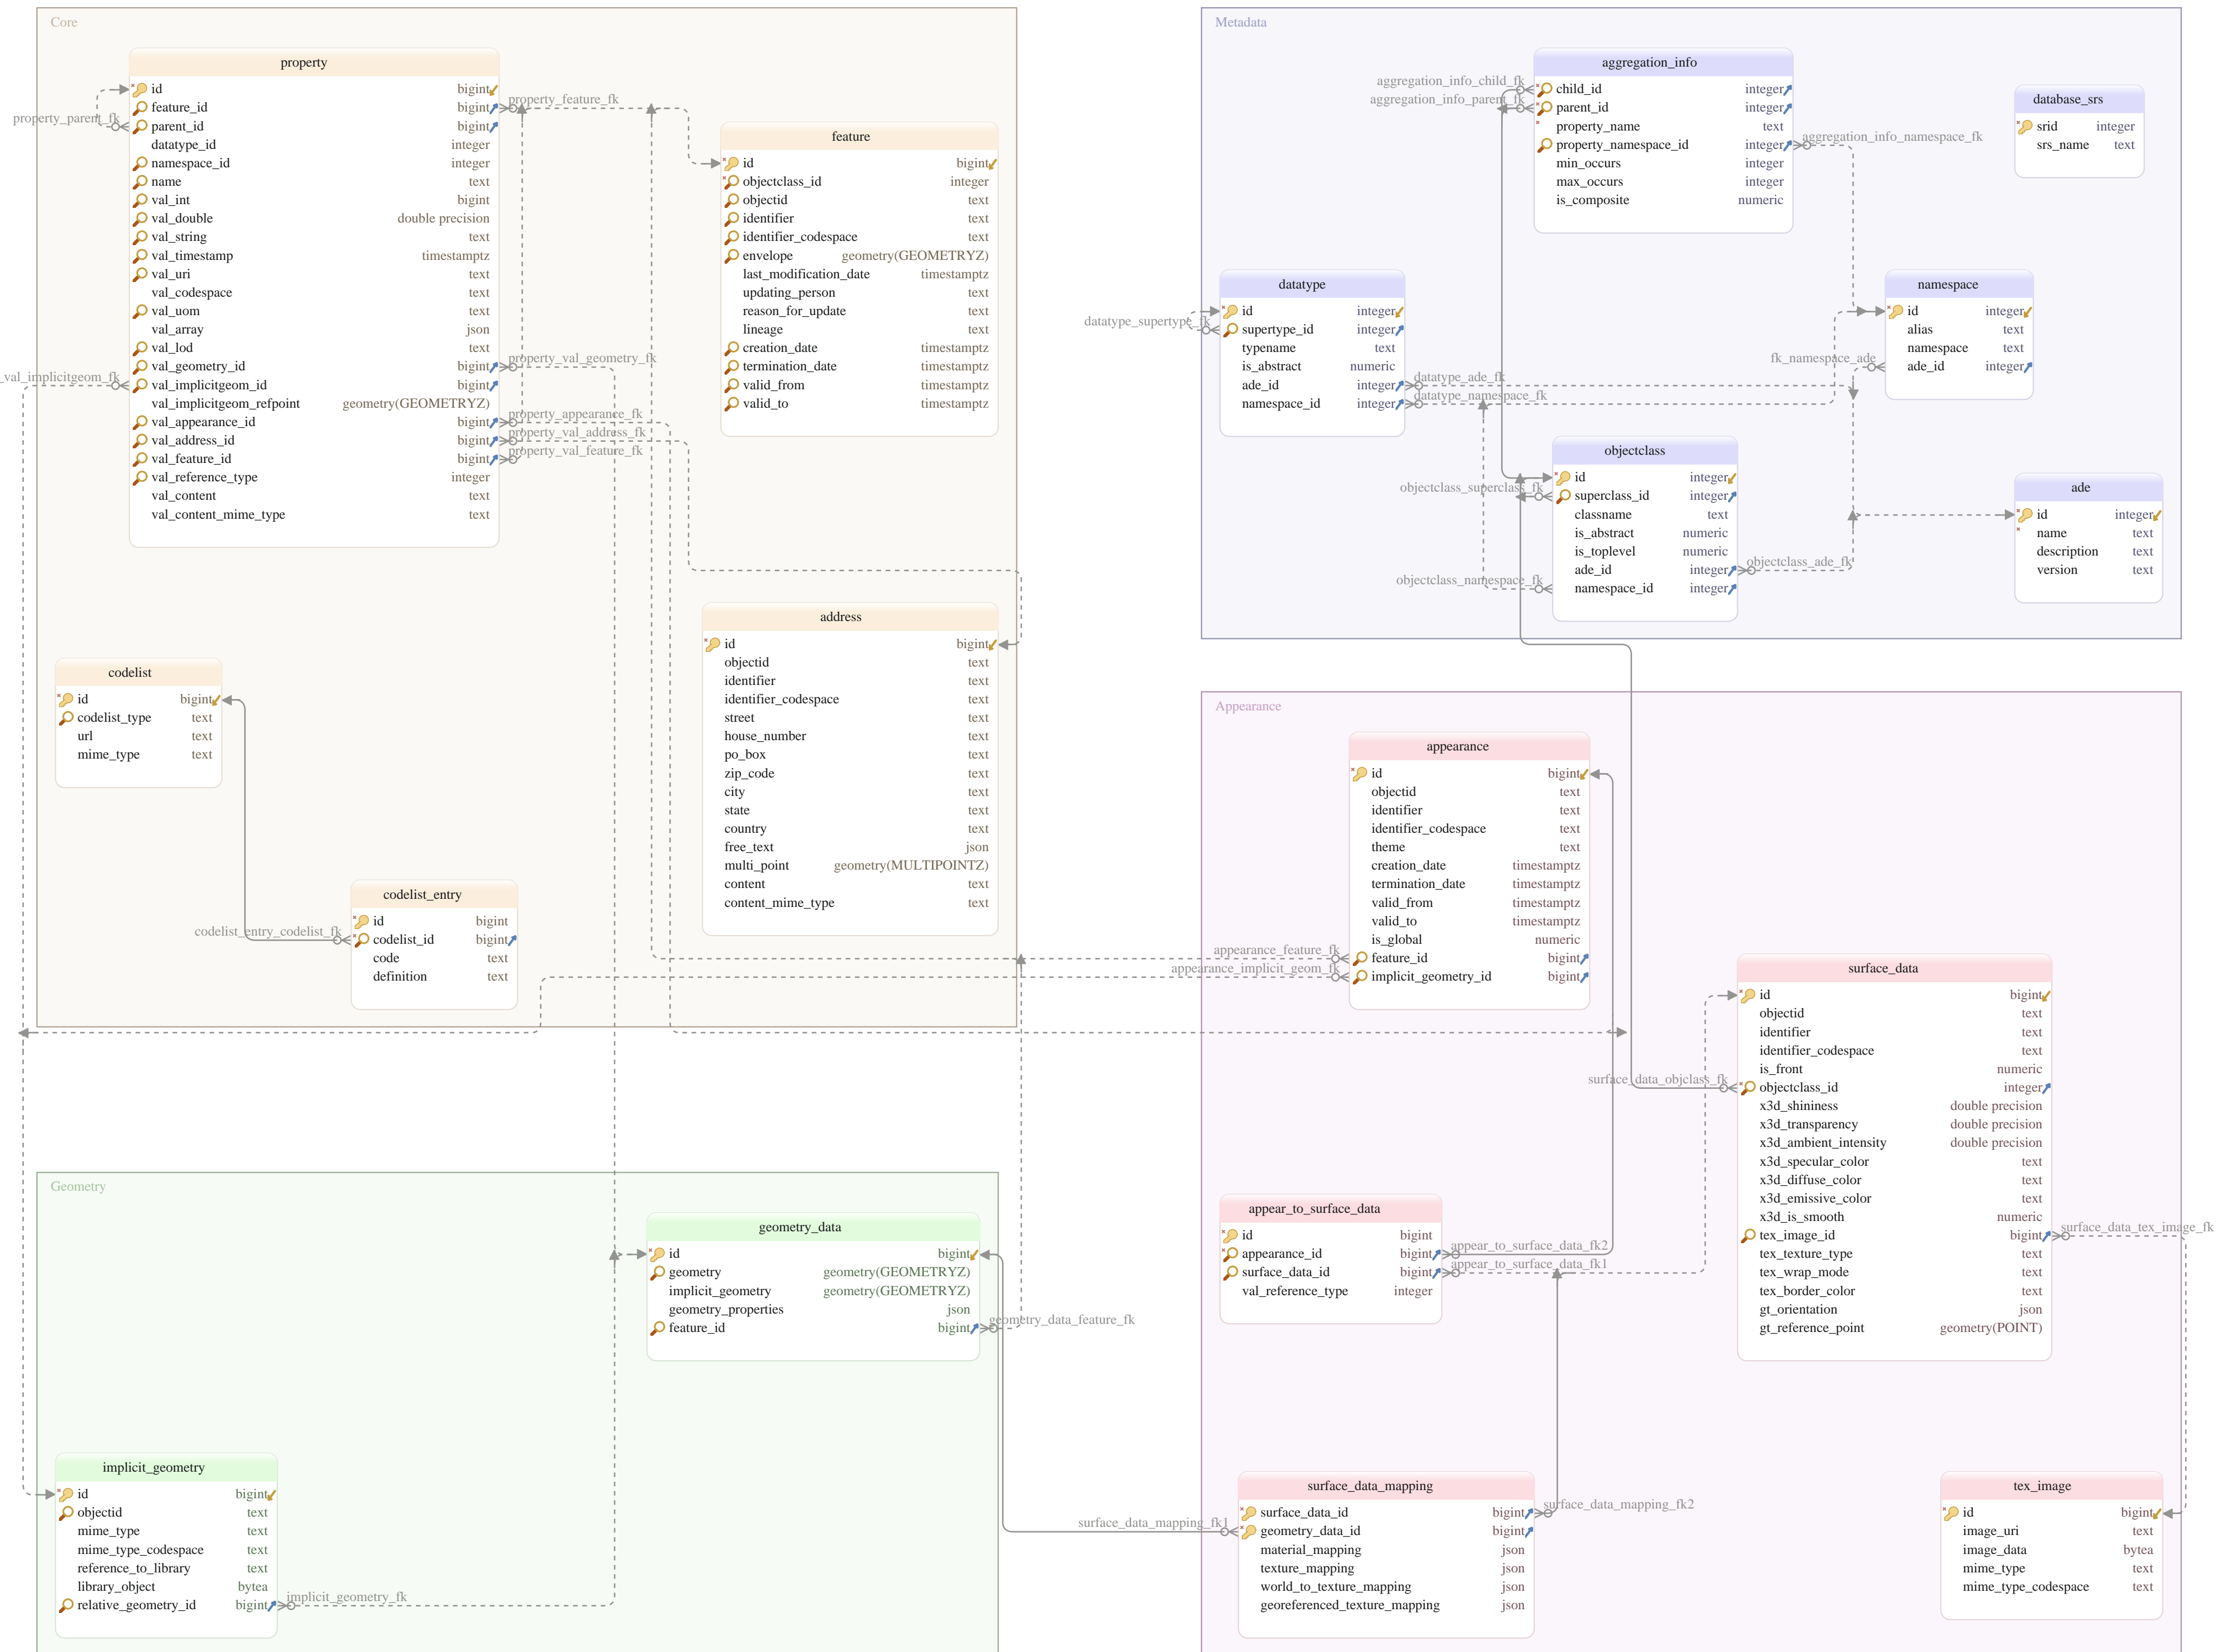 Core
property
id bigint
feature_id bigint
parent_id bigint
datatype_id integer
namespace_id integer
name text
val_int bigint
val_double double precision
val_string text
val_timestamp timestamptz
val_uri text
val_codespace text
val_uom text
val_array json
val_lod text
val_geometry_id bigint
val_implicitgeom_id bigint
val_implicitgeom_refpoint geometry(GEOMETRYZ)
val_appearance_id bigint
val_address_id bigint
val_feature_id bigint
val_reference_type integer
val_content text
val_content_mime_type text
property_parent_fk
_val_implicitgeom_fk
property_feature_fk
property_val_geometry_fk
property_appearance_fk
property_val_address_fk
property_val_feature_fk
feature
id bigint
objectclass_id integer
objectid text
identifier text
identifier_codespace text
envelope geometry(GEOMETRYZ)
last_modification_date timestamptz
updating_person text
reason_for_update text
lineage text
creation_date timestamptz
termination_date timestamptz
valid_from timestamptz
valid_to timestamptz
address
id bigint
objectid text
identifier text
identifier_codespace text
street text
house_number text
po_box text
zip_code text
city text
state text
country text
free_text json
multi_point geometry(MULTIPOINTZ)
content text
content_mime_type text
codelist
id bigint
codelist_type text
url text
mime_type text
codelist_entry
id bigint
codelist_id bigint
code text
definition text
codelist_entry_codelist_fk
Metadata
aggregation_info
child_id integer
parent_id integer
property_name text
property_namespace_id integer
min_occurs integer
max_occurs integer
is_composite numeric
aggregation_info_child_fk
aggregation_info_parent_fk
aggregation_info_namespace_fk
database_srs
srid integer
srs_name text
datatype
id integer
supertype_id integer
typename text
is_abstract numeric
ade_id integer
namespace_id integer
datatype_supertype_fk
datatype_ade_fk
datatype_namespace_fk
namespace
id integer
alias text
namespace text
ade_id integer
fk_namespace_ade
objectclass
id integer
superclass_id integer
classname text
is_abstract numeric
is_toplevel numeric
ade_id integer
namespace_id integer
objectclass_superclass_fk
objectclass_namespace_fk
objectclass_ade_fk
ade
id integer
name text
description text
version text
Appearance
appearance
id bigint
objectid text
identifier text
identifier_codespace text
theme text
creation_date timestamptz
termination_date timestamptz
valid_from timestamptz
valid_to timestamptz
is_global numeric
feature_id bigint
implicit_geometry_id bigint
appearance_feature_fk
appearance_implicit_geom_fk
surface_data
id bigint
objectid text
identifier text
identifier_codespace text
is_front numeric
objectclass_id integer
x3d_shininess double precision
x3d_transparency double precision
x3d_ambient_intensity double precision
x3d_specular_color text
x3d_diffuse_color text
x3d_emissive_color text
x3d_is_smooth numeric
tex_image_id bigint
tex_texture_type text
tex_wrap_mode text
tex_border_color text
gt_orientation json
gt_reference_point geometry(POINT)
surface_data_objclass_fk
surface_data_tex_image_fk
appear_to_surface_data
id bigint
appearance_id bigint
surface_data_id bigint
val_reference_type integer
appear_to_surface_data_fk2
appear_to_surface_data_fk1
surface_data_mapping
surface_data_id bigint
geometry_data_id bigint
material_mapping json
texture_mapping json
world_to_texture_mapping json
georeferenced_texture_mapping json
surface_data_mapping_fk1
surface_data_mapping_fk2
tex_image
id bigint
image_uri text
image_data bytea
mime_type text
mime_type_codespace text
Geometry
geometry_data
id bigint
geometry geometry(GEOMETRYZ)
implicit_geometry geometry(GEOMETRYZ)
geometry_properties json
feature_id bigint
geometry_data_feature_fk
implicit_geometry
id bigint
objectid text
mime_type text
mime_type_codespace text
reference_to_library text
library_object bytea
relative_geometry_id bigint
implicit_geometry_fk